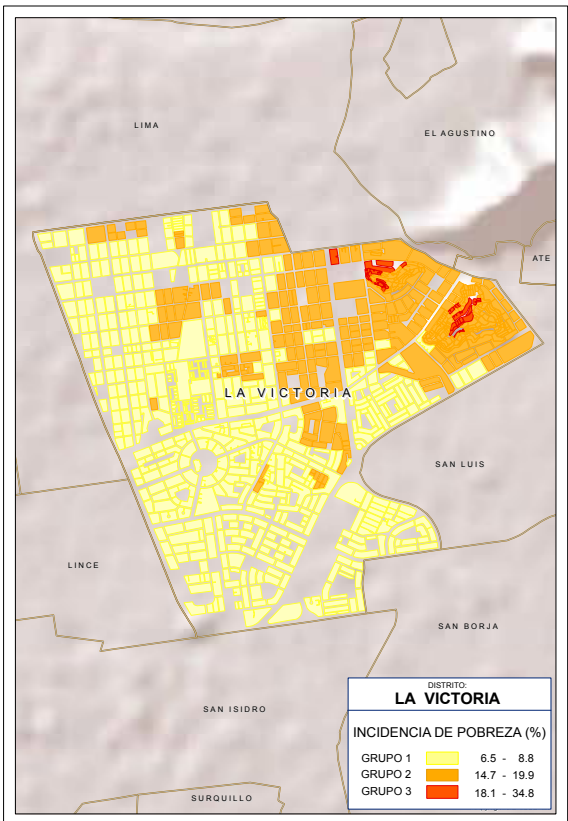 LIMA
EL AGUSTINO
ATE
LA VICTORIA
SAN LUIS
LINCE
SAN BORJA
SAN ISIDRO
SURQUILLO
DISTRITO:
LA VICTORIA
INCIDENCIA DE POBREZA (%)
GRUPO 1 6.5 - 8.8
GRUPO 2 14.7 - 19.9
GRUPO 3 18.1 - 34.8